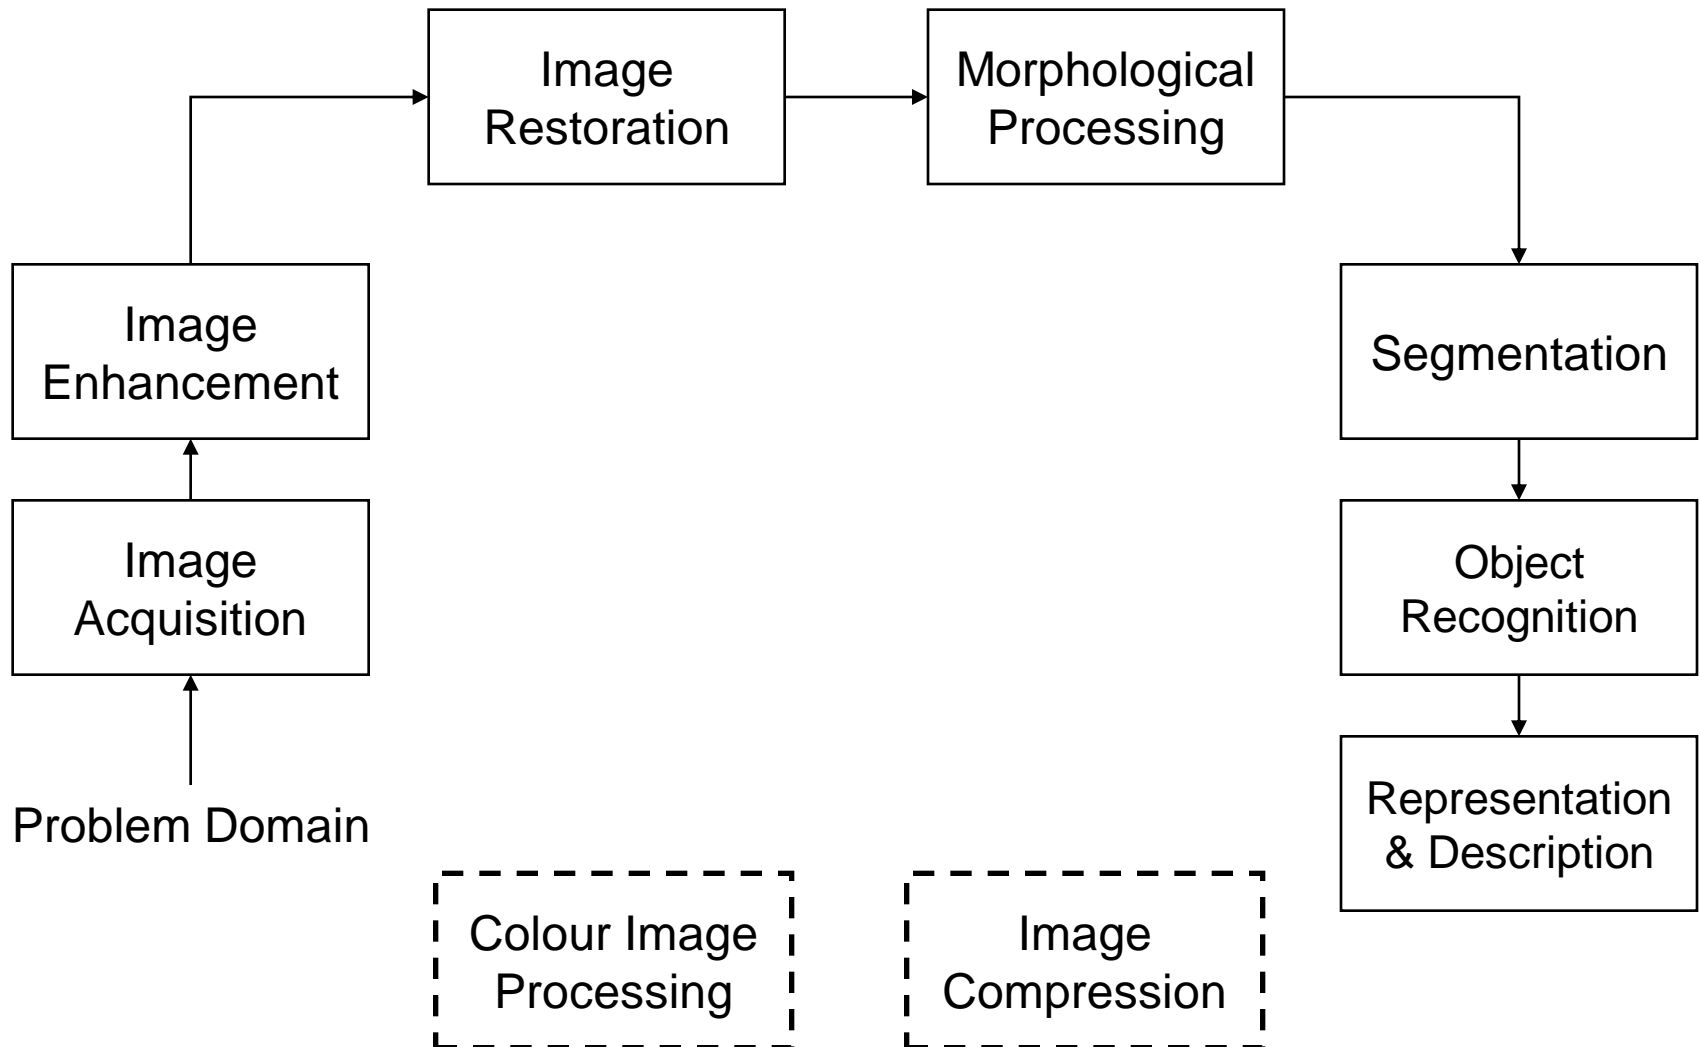 Image
Restoration
Morphological
Processing
Image
Enhancement
Segmentation
Image
Acquisition
Object
Recognition
Problem Domain
Representation
& Description
Colour Image
Processing
Image
Compression